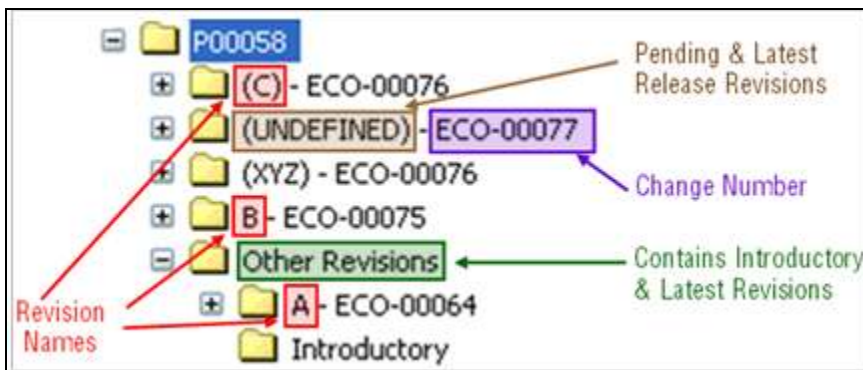 P00058
(C) - ECO-00076
(UNDEFINED) - ECO-00077
(XYZ) - ECO-00076
B - ECO-00075
Other Revisions
A - ECO-00064
Introductory
Pending & Latest
Release Revisions
Change Number
Contains Introductory
& Latest Revisions
Revision
Names